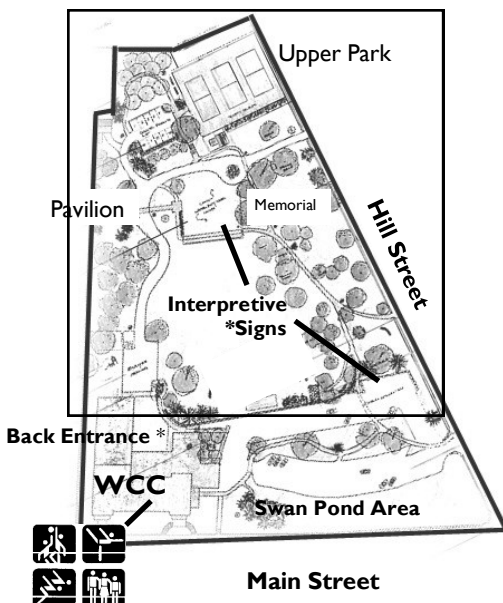 Upper Park
Pavilion
Memorial
Hill Street
Interpretive
*Signs
Back Entrance *
WCC
Swan Pond Area
Main Street